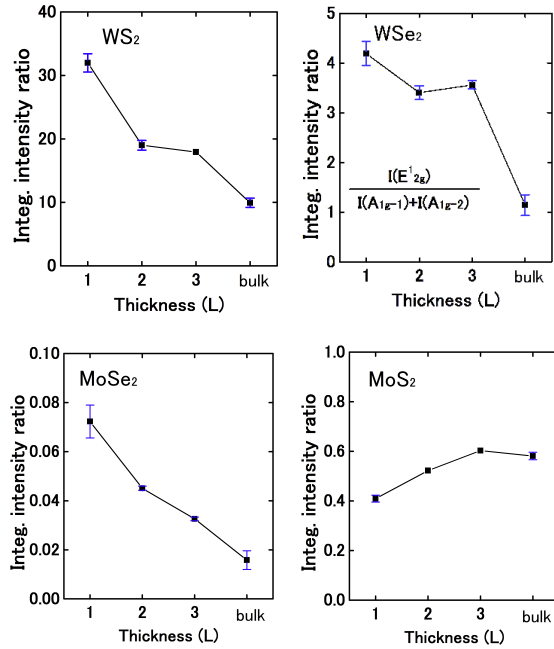 WS2
Integ. intensity ratio
40
30
20
10
0
1 2 3 bulk
Thickness (L)
WSe2
Integ. intensity ratio
5
4
3
2
1
0
I(E¹2g)
I(A1g-1)+I(A1g-2)
1 2 3 bulk
Thickness (L)
MoSe2
Integ. intensity ratio
0.10
0.08
0.06
0.04
0.02
0.00
1 2 3 bulk
Thickness (L)
MoS2
Integ. intensity ratio
1.0
0.8
0.6
0.4
0.2
0.0
1 2 3 bulk
Thickness (L)